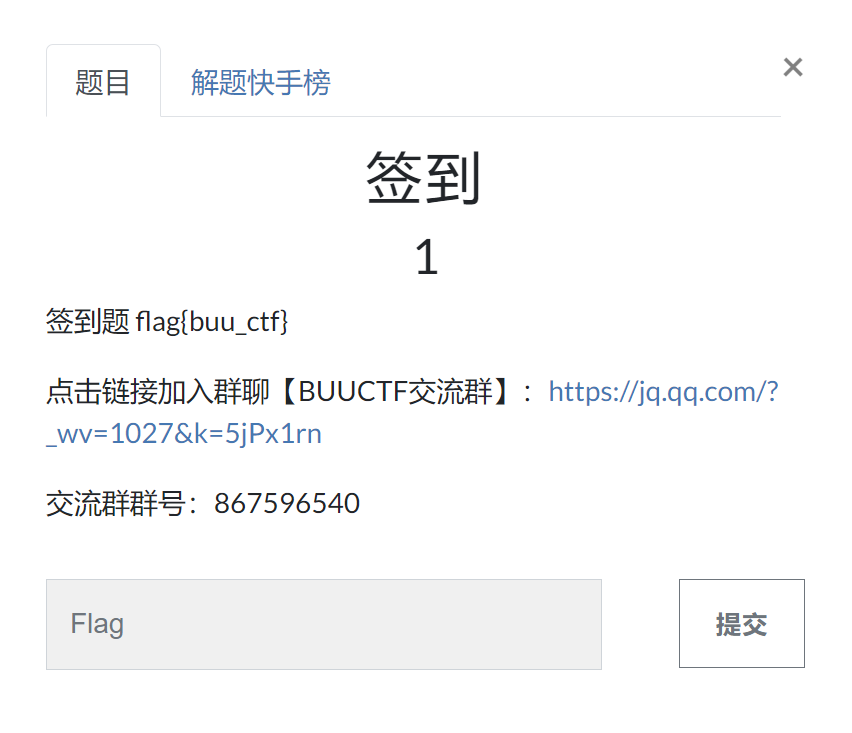 题目
解题快手榜
×
签到
1
签到题 flag{buu_ctf}
点击链接加入群聊【BUUCTF交流群】：https://jq.qq.com/?
_wv=1027&k=5jPx1rn
交流群群号：867596540
Flag
提交